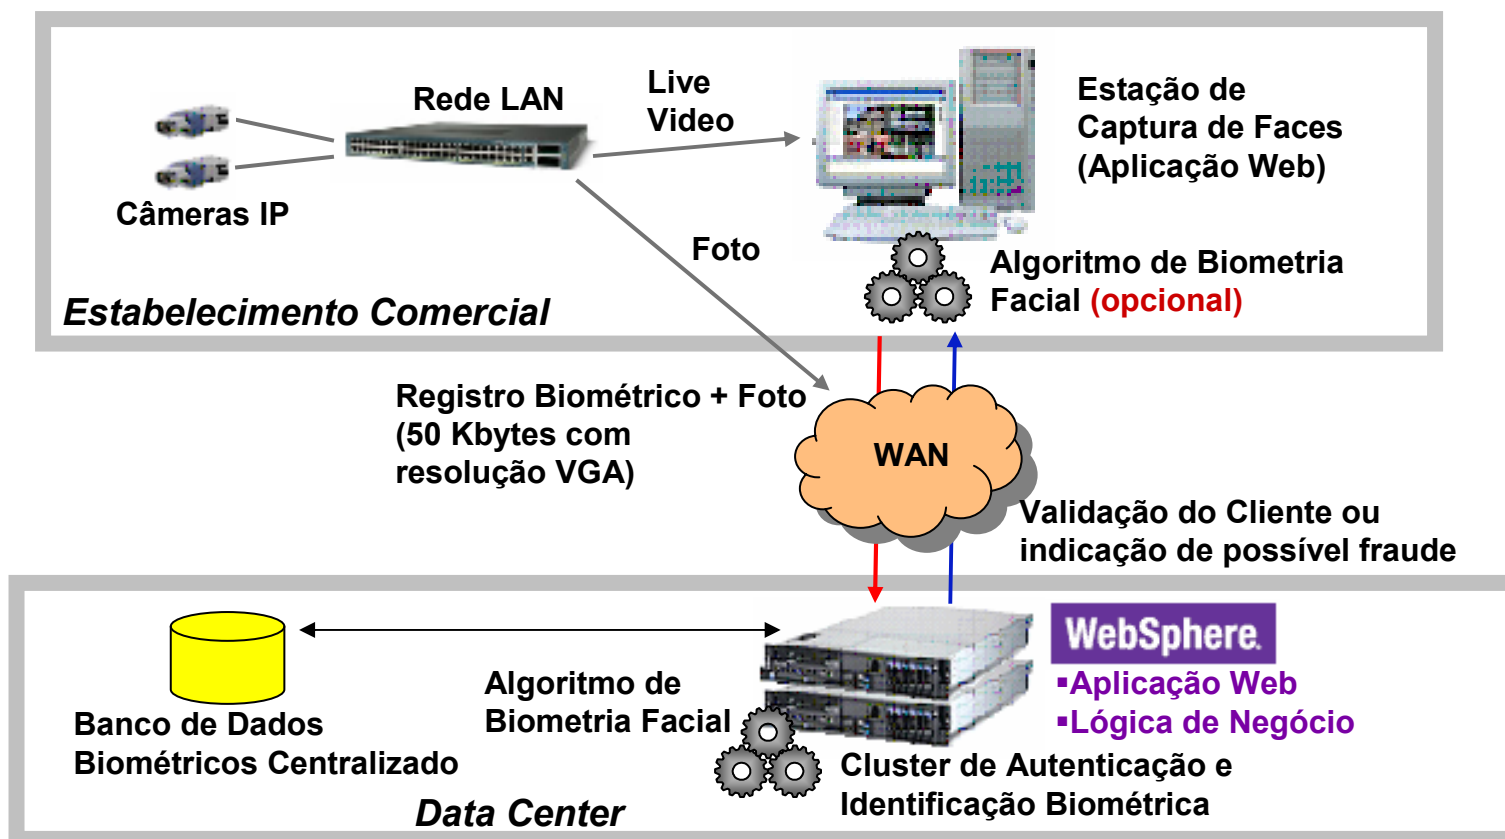 Rede LAN
Live
Video
Estação de
Captura de Faces
(Aplicação Web)
Câmeras IP
Foto
Algoritmo de Biometria
Facial (opcional)
Estabelecimento Comercial
Registro Biométrico + Foto
(50 Kbytes com
resolução VGA)
WAN
Validação do Cliente ou
indicação de possível fraude
WebSphere.
▪Aplicação Web
▪Lógica de Negócio
Algoritmo de
Biometria Facial
Banco de Dados
Biométricos Centralizado
Cluster de Autenticação e
Identificação Biométrica
Data Center